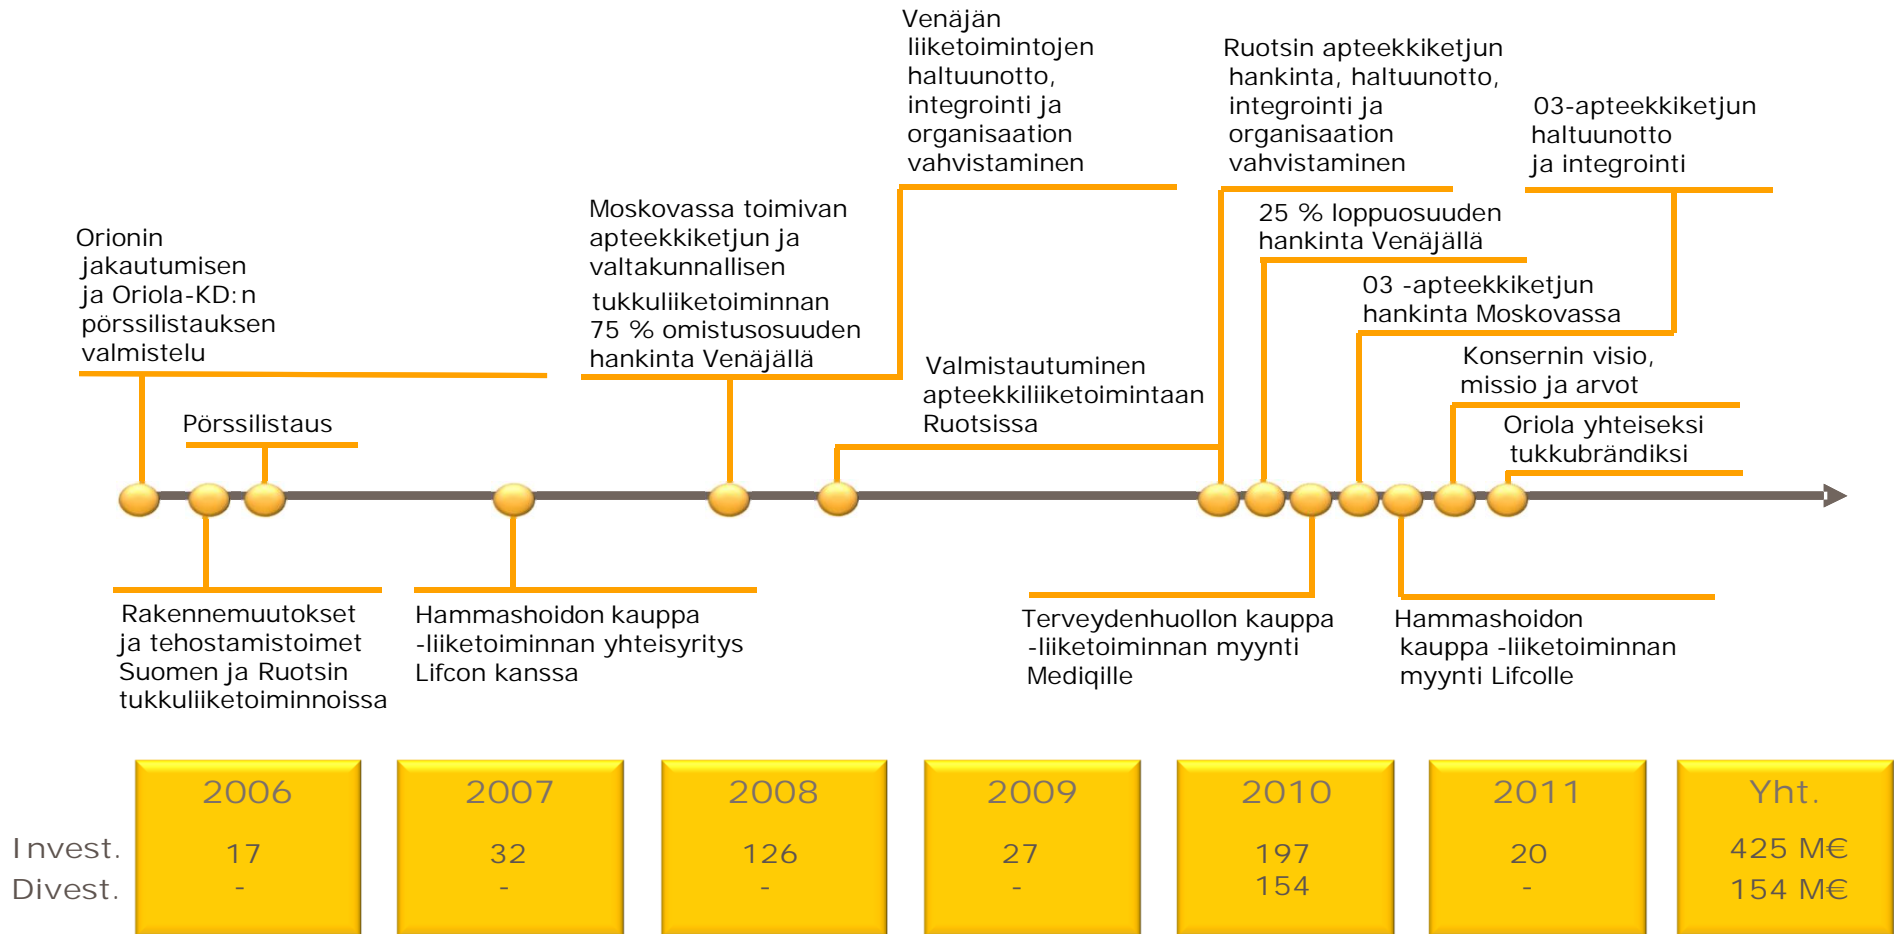 Venäjän
liiketoimintojen
haltuunotto,
integrointi ja
organisaation
vahvistaminen
Ruotsin apteekkiketjun
hankinta, haltuunotto,
integrointi ja
organisaation
vahvistaminen
03-apteekkiketjun
haltuunotto
ja integrointi
Orionin
jakautumisen
ja Oriola-KD:n
pörssilistauksen
valmistelu
Moskovassa toimivan
apteekkiketjun ja
valtakunnallisen
tukkuliiketoiminnan
75 % omistusosuuden
hankinta Venäjällä
25 % loppuosuuden
hankinta Venäjällä
03 -apteekkiketjun
hankinta Moskovassa
Pörssilistaus
Valmistautuminen
apteekkiliiketoimintaan
Ruotsissa
Konsernin visio,
missio ja arvot
Oriola yhteiseksi
tukkubrändiksi
Rakennemuutokset
ja tehostamistoimet
Suomen ja Ruotsin
tukkuliiketoiminnoissa
Hammashoidon kauppa
-liiketoiminnan yhteisyritys
Lifcon kanssa
Terveydenhuollon kauppa
-liiketoiminnan myynti
Mediqille
Hammashoidon
kauppa -liiketoiminnan
myynti Lifcolle
2006 2007 2008 2009 2010 2011 Yht.
Invest. 17 32 126 27 197 20 425 M€
Divest. - - - - 154 - 154 M€